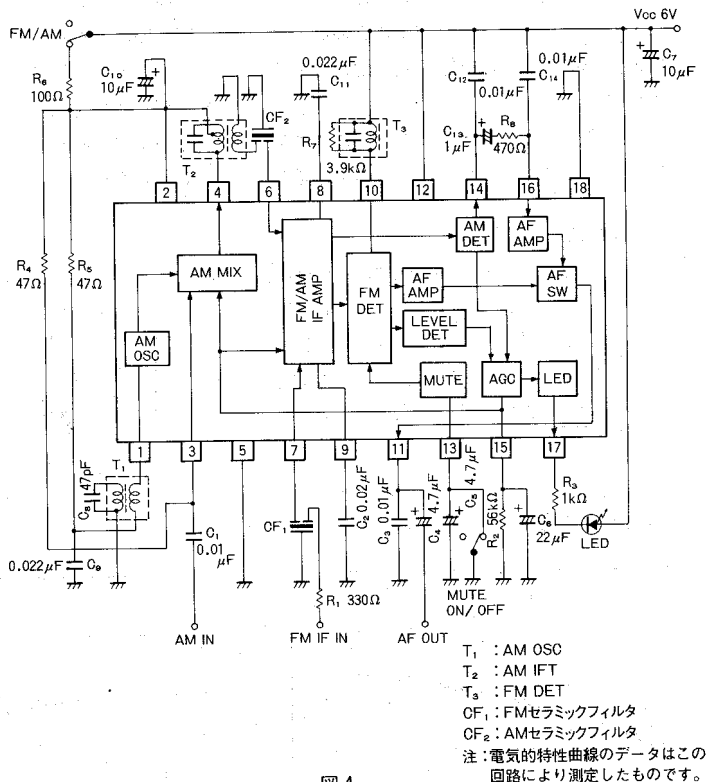 FM/AM
Vcc 6V
R₆
100Ω
C₁₀
10μF
0.022μF
C₁₁
0.01μF
C₁₂
0.01μF
C₁₄
C₇
10μF
CF₂
R₇
T₃
3.9kΩ
C₁₃
1μF
R₈
470Ω
T₂
2
4
6
8
10
12
14
16
18
R₄
47Ω
R₅
47Ω
AM MIX
AM OSC
FM/AM IF AMP
FM DET
AF AMP
LEVEL DET
MUTE
AM DET
AF AMP
AF SW
AGC
LED
1
3
5
7
9
11
13
15
17
T₁
C₈ 47pF
0.022μF
C₉
C₁
0.01
μF
CF₁
C₂ 0.02μF
C₃ 0.01μF
C₄ 4.7μF
C₅ 4.7μF
R₂ 56kΩ
C₆
22μF
R₃
1kΩ
LED
R₁ 330Ω
MUTE
ON/OFF
AM IN
FM IF IN
AF OUT
T₁ : AM OSC
T₂ : AM IFT
T₃ : FM DET
CF₁ : FMセラミックフィルタ
CF₂ : AMセラミックフィルタ
注 : 電気的特性曲線のデータはこの
回路により測定したものです。
図 4